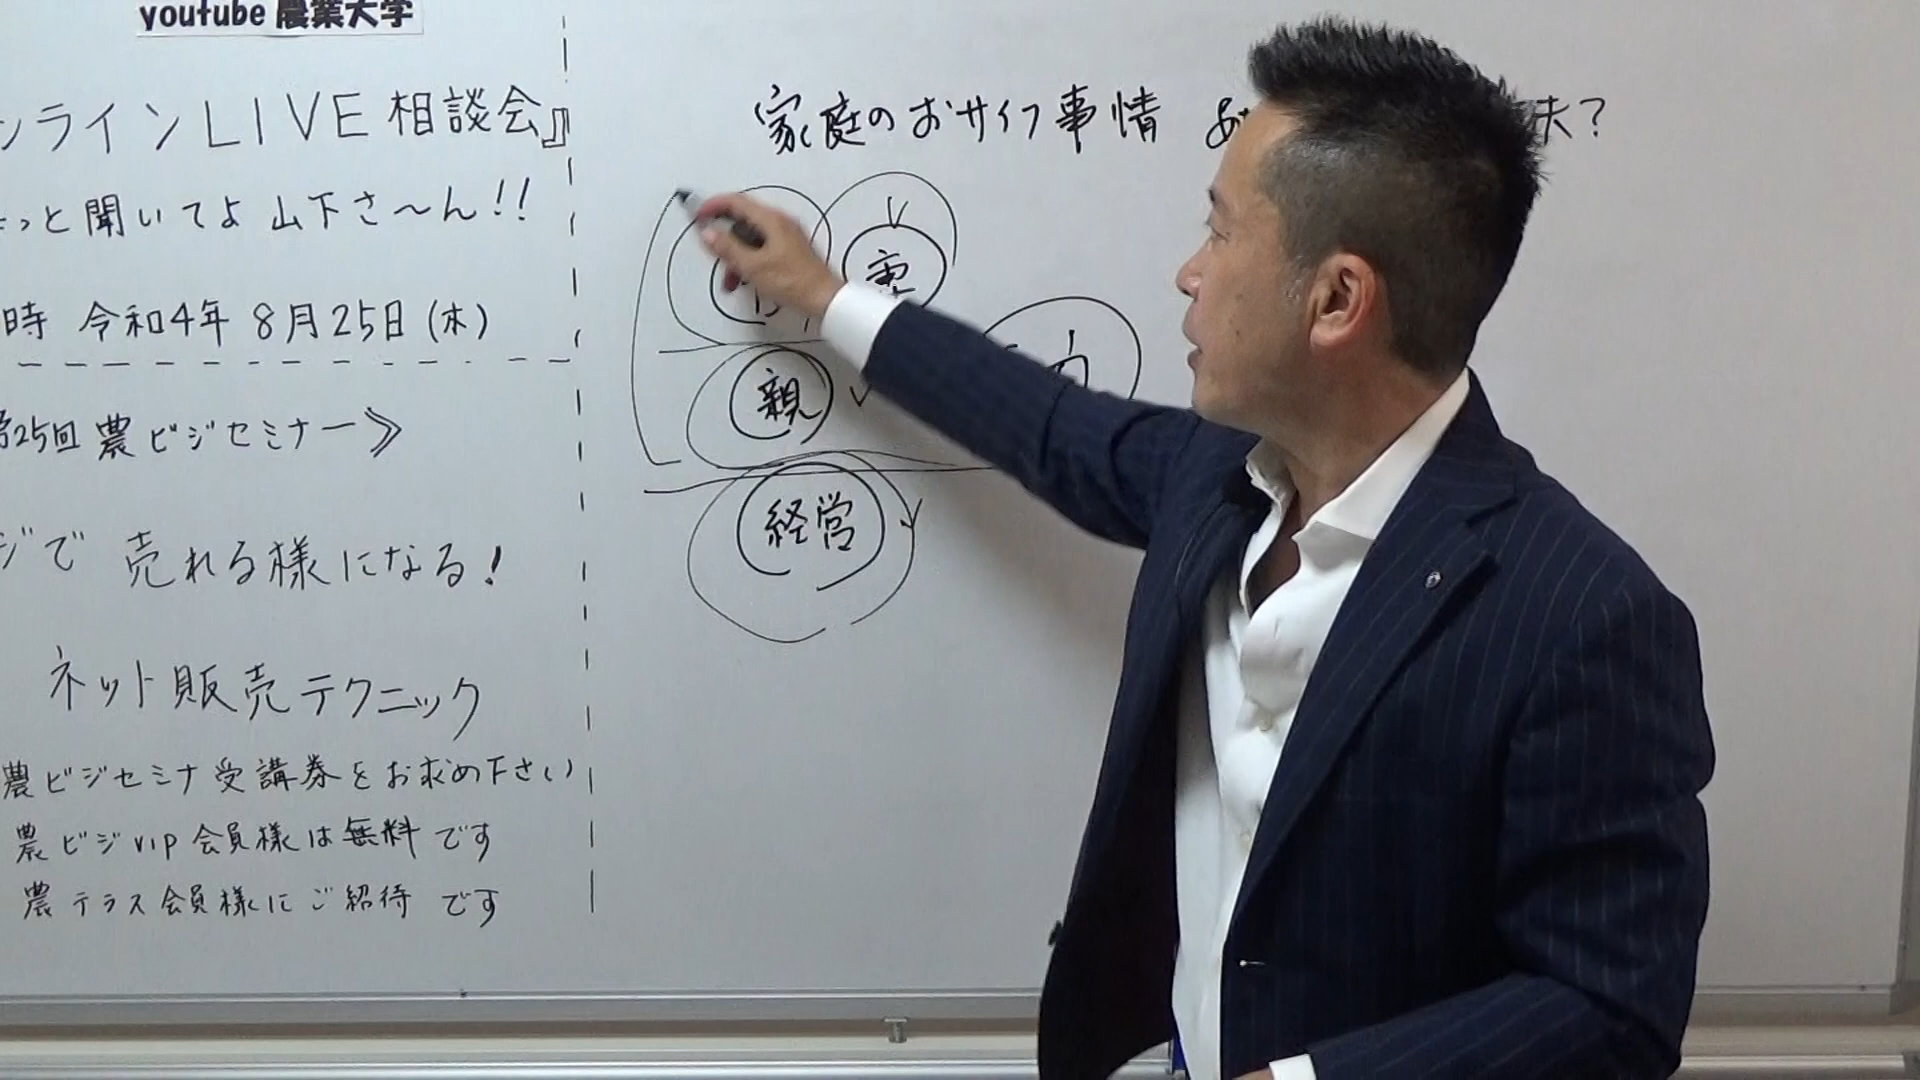 youtube 農業大学
ンラインLIVE 相談会』
っと聞いてよ 山下さ〜ん!!
時 令和4年 8月25日(木)
第25回 農ビジセミナー》
ジで 売れる様になる!
ネット販売テクニック
農ビジセミナ受講券をお求め下さい
農ビジvip会員様は無料です
農テラス会員様にご紹待です
《家庭のおサイフ事情 あ 夫?
親
経営